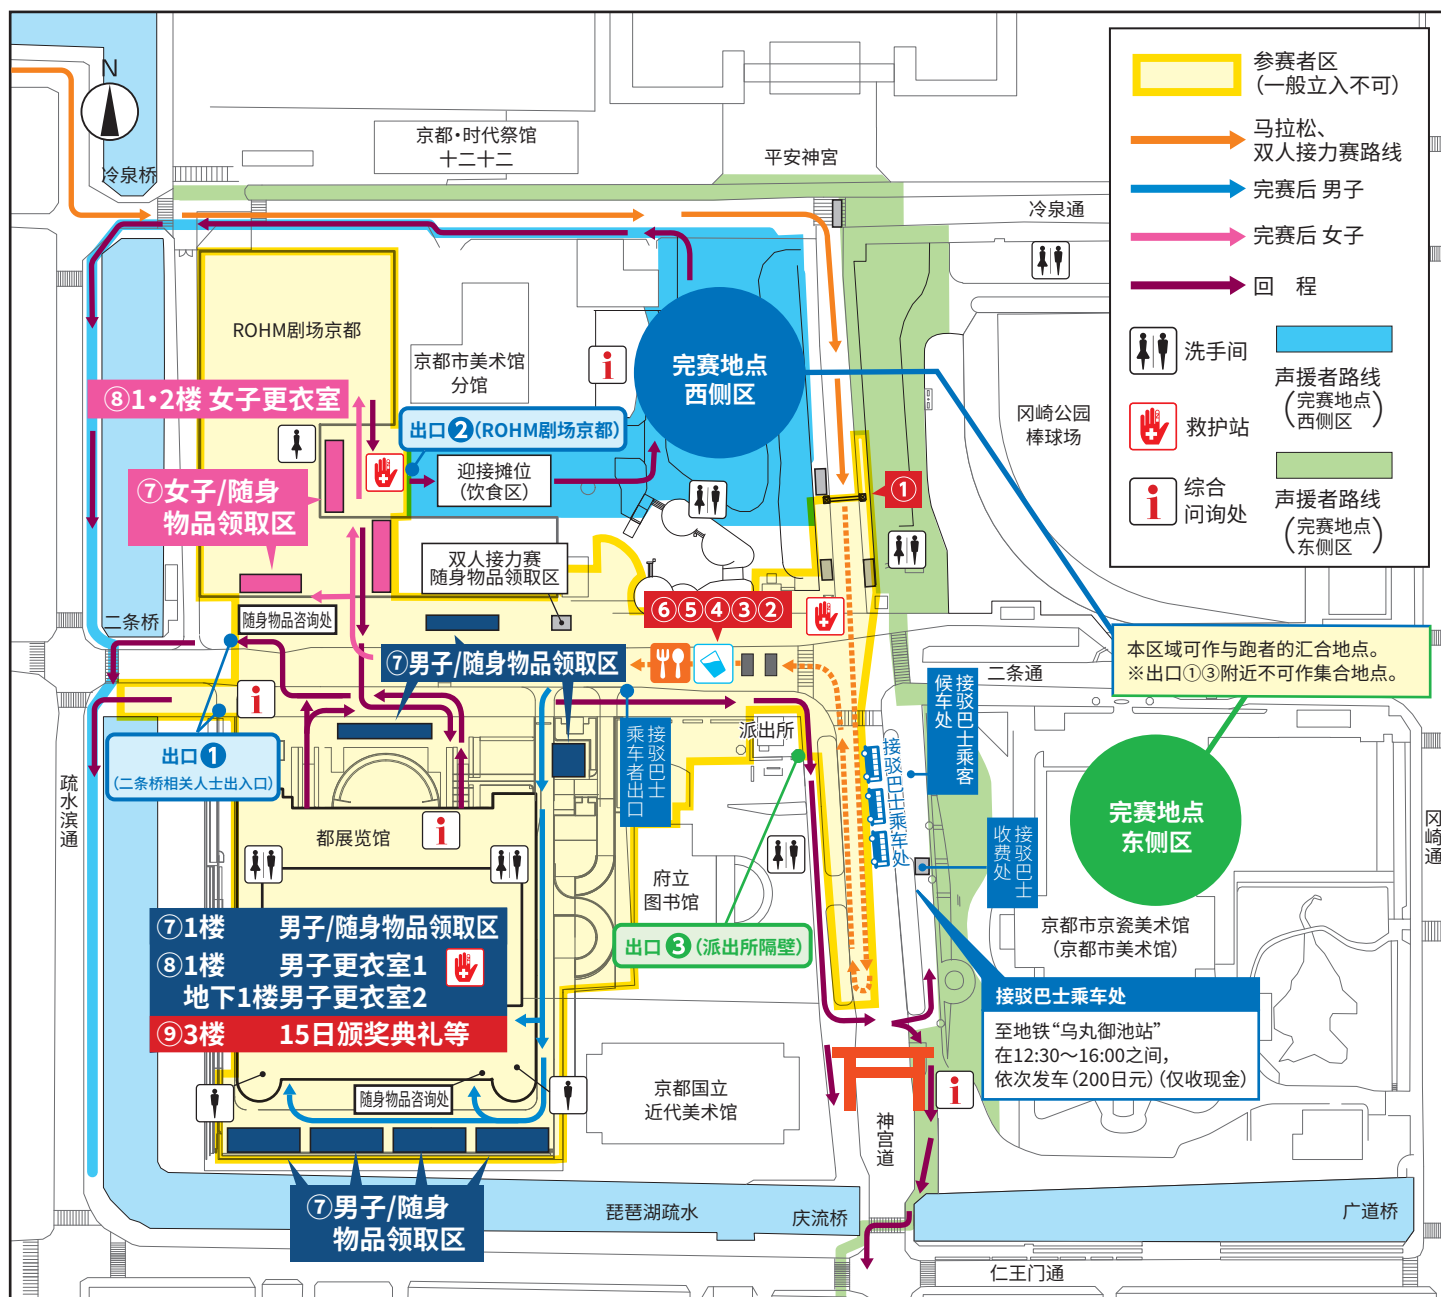 N
京都・时代祭馆
十二十二
平安神宮
冷泉桥
冷泉通
参赛者区
（一般立入不可）
马拉松、
双人接力赛路线
完赛后 男子
完赛后 女子
回　程
洗手间
救护站
综合
问询处
声援者路线
（完赛地点
西侧区）
声援者路线
（完赛地点
东侧区）
ROHM剧场京都
京都市美术馆
分馆
完赛地点
西侧区
冈崎公园
棒球场
⑧1・2楼 女子更衣室
出口❷（ROHM剧场京都）
迎接摊位
（饮食区）
⑦女子/随身
物品领取区
①
双人接力赛
随身物品领取区
随身物品咨询处
二条桥
⑥⑤④③②
⑦男子/随身物品领取区
本区域可作与跑者的汇合地点。
※出口①③附近不可作集合地点。
二条通
接驳巴士乘客
候车处
接驳巴士
乘车者出口
派出所
接驳巴士乘车处
出口❶
（二条桥相关人士出入口）
疏水滨通
都展览馆
完赛地点
东侧区
冈崎通
接驳巴士
收费处
府立
图书馆
出口❸（派出所隔壁）
京都市京瓷美术馆
（京都市美术馆）
⑦1楼 男子/随身物品领取区
⑧1楼 男子更衣室1
地下1楼男子更衣室2
⑨3楼 15日颁奖典礼等
接驳巴士乘车处
至地铁“乌丸御池站”
在12:30～16:00之间，
依次发车（200日元）（仅收现金）
随身物品咨询处
京都国立
近代美术馆
神宫道
⑦男子/随身
物品领取区
琵琶湖疏水
庆流桥
广道桥
仁王门通